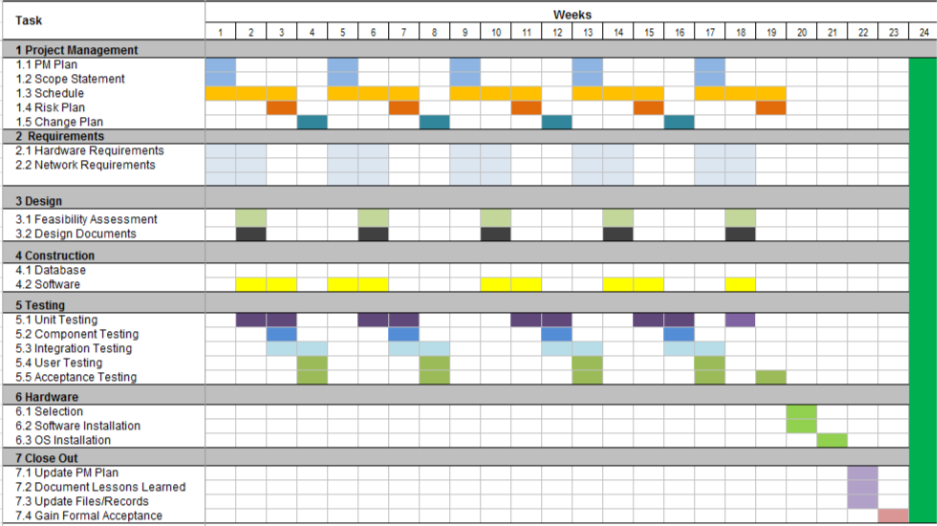 Task
Weeks
1 2 3 4 5 6 7 8 9 10 11 12 13 14 15 16 17 18 19 20 21 22 23 24
1 Project Management
1.1 PM Plan
1.2 Scope Statement
1.3 Schedule
1.4 Risk Plan
1.5 Change Plan
2 Requirements
2.1 Hardware Requirements
2.2 Network Requirements
3 Design
3.1 Feasibility Assessment
3.2 Design Documents
4 Construction
4.1 Database
4.2 Software
5 Testing
5.1 Unit Testing
5.2 Component Testing
5.3 Integration Testing
5.4 User Testing
5.5 Acceptance Testing
6 Hardware
6.1 Selection
6.2 Software Installation
6.3 OS Installation
7 Close Out
7.1 Update PM Plan
7.2 Document Lessons Learned
7.3 Update Files/Records
7.4 Gain Formal Acceptance